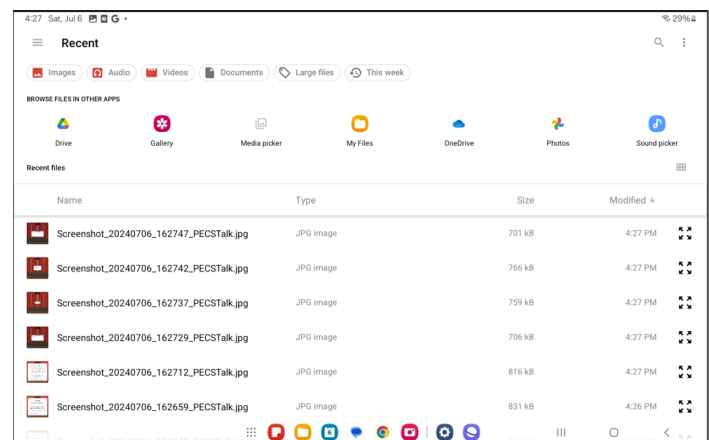 4:27 Sat, Jul 6 G • 29%
Recent
Images Audio Videos Documents Large files This week
BROWSE FILES IN OTHER APPS
Drive Gallery Media picker My Files OneDrive Photos Sound picker
Recent files
Name Type Size Modified ↓
Screenshot_20240706_162747_PECSTalk.jpg JPG image 701 kB 4:27 PM
Screenshot_20240706_162742_PECSTalk.jpg JPG image 766 kB 4:27 PM
Screenshot_20240706_162737_PECSTalk.jpg JPG image 759 kB 4:27 PM
Screenshot_20240706_162729_PECSTalk.jpg JPG image 706 kB 4:27 PM
Screenshot_20240706_162712_PECSTalk.jpg JPG image 816 kB 4:27 PM
Screenshot_20240706_162659_PECSTalk.jpg JPG image 831 kB 4:26 PM
6